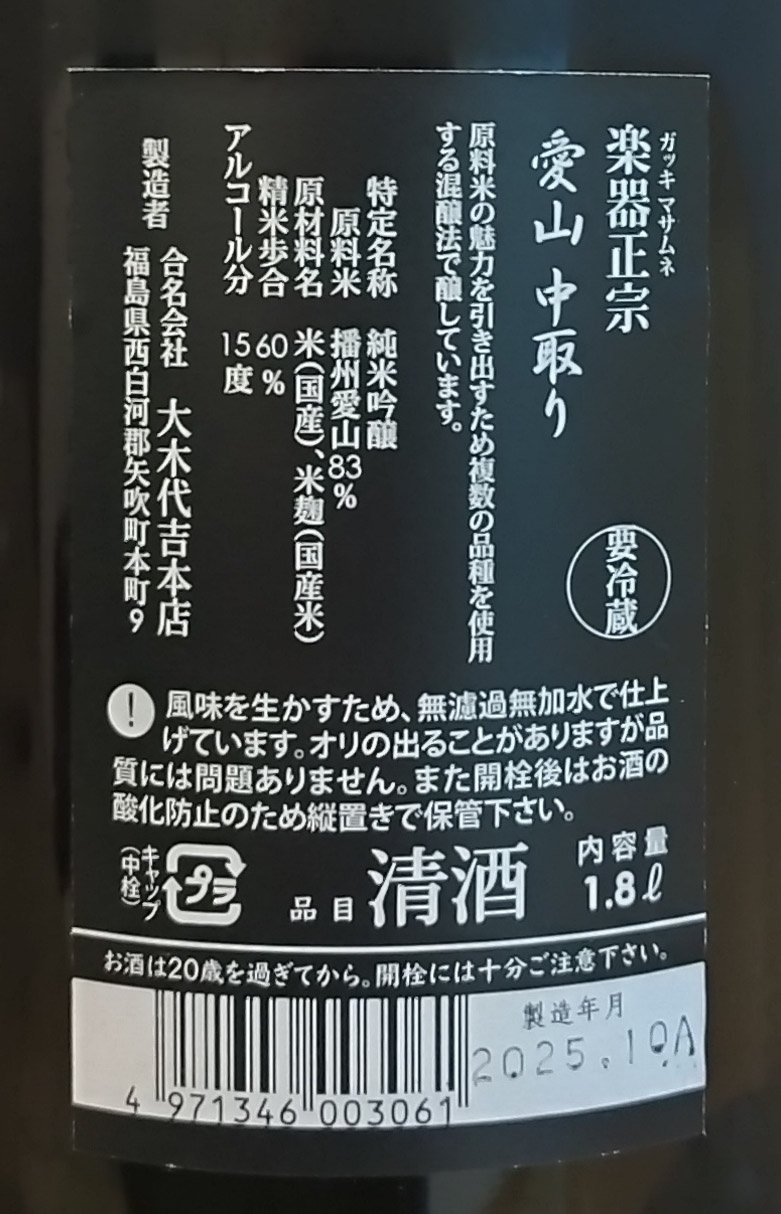 ガッキ マサムネ
楽器正宗
愛山 中取り
要冷蔵
原料米の魅力を引き出すため複数の品種を使用
する混醸法で醸しています。
特定名称 純米吟醸
原料米 播州愛山83%
原材料名 米(国産)、米麹(国産米)
精米歩合 60%
アルコール分 15度
製造者 合名会社 大木代吉本店
福島県西白河郡矢吹町本町9
! 風味を生かすため、無濾過無加水で仕上
げています。オリの出ることがありますが品
質には問題ありません。また開栓後はお酒の
酸化防止のため縦置きで保管下さい。
キャップ
(中栓)
プラ
品目 清酒
内容量
1.8ℓ
お酒は20歳を過ぎてから。開栓には十分ご注意下さい。
製造年月
2025.10A
4 971346 003061